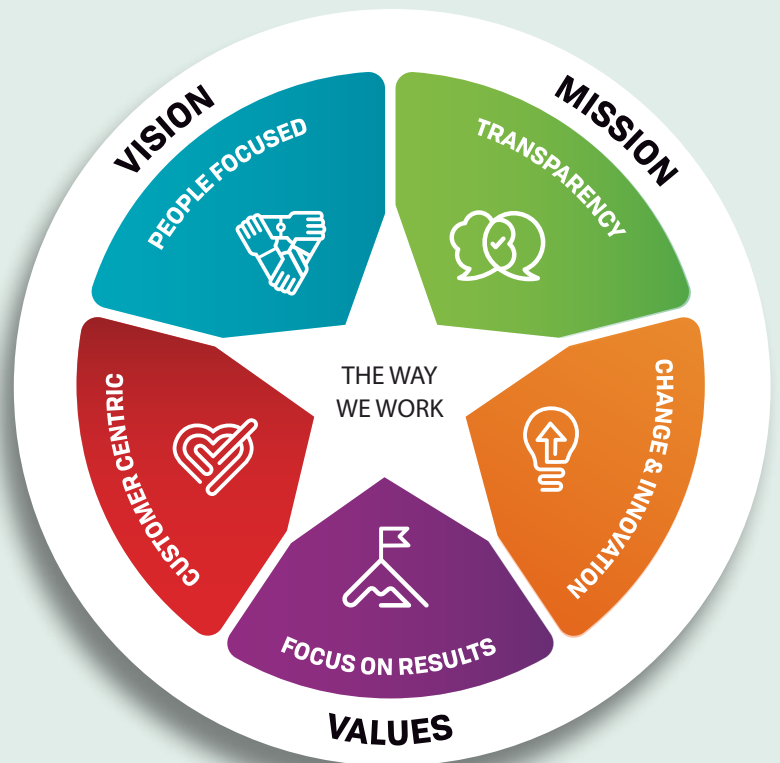 VISION
MISSION
PEOPLE FOCUSED
TRANSPARENCY
THE WAY
WE WORK
CUSTOMER CENTRIC
CHANGE & INNOVATION
FOCUS ON RESULTS
VALUES